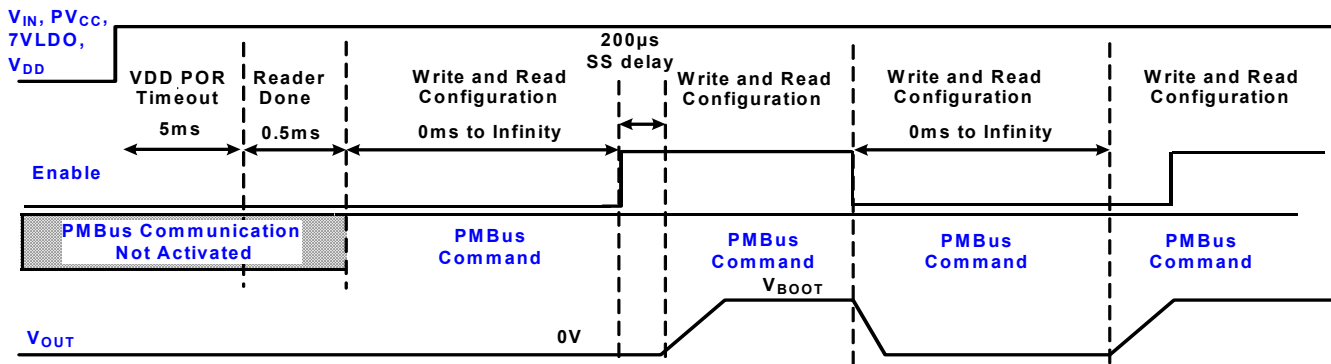 VIN, PVCC,
7VLDO,
VDD
VDD POR
Timeout
5ms
Reader
Done
0.5ms
Write and Read
Configuration
0ms to Infinity
200µs
SS delay
Write and Read
Configuration
Write and Read
Configuration
0ms to Infinity
Write and Read
Configuration
Enable
PMBus Communication
Not Activated
PMBus
Command
PMBus
Command
PMBus
Command
PMBus
Command
VBOOT
VOUT
0V